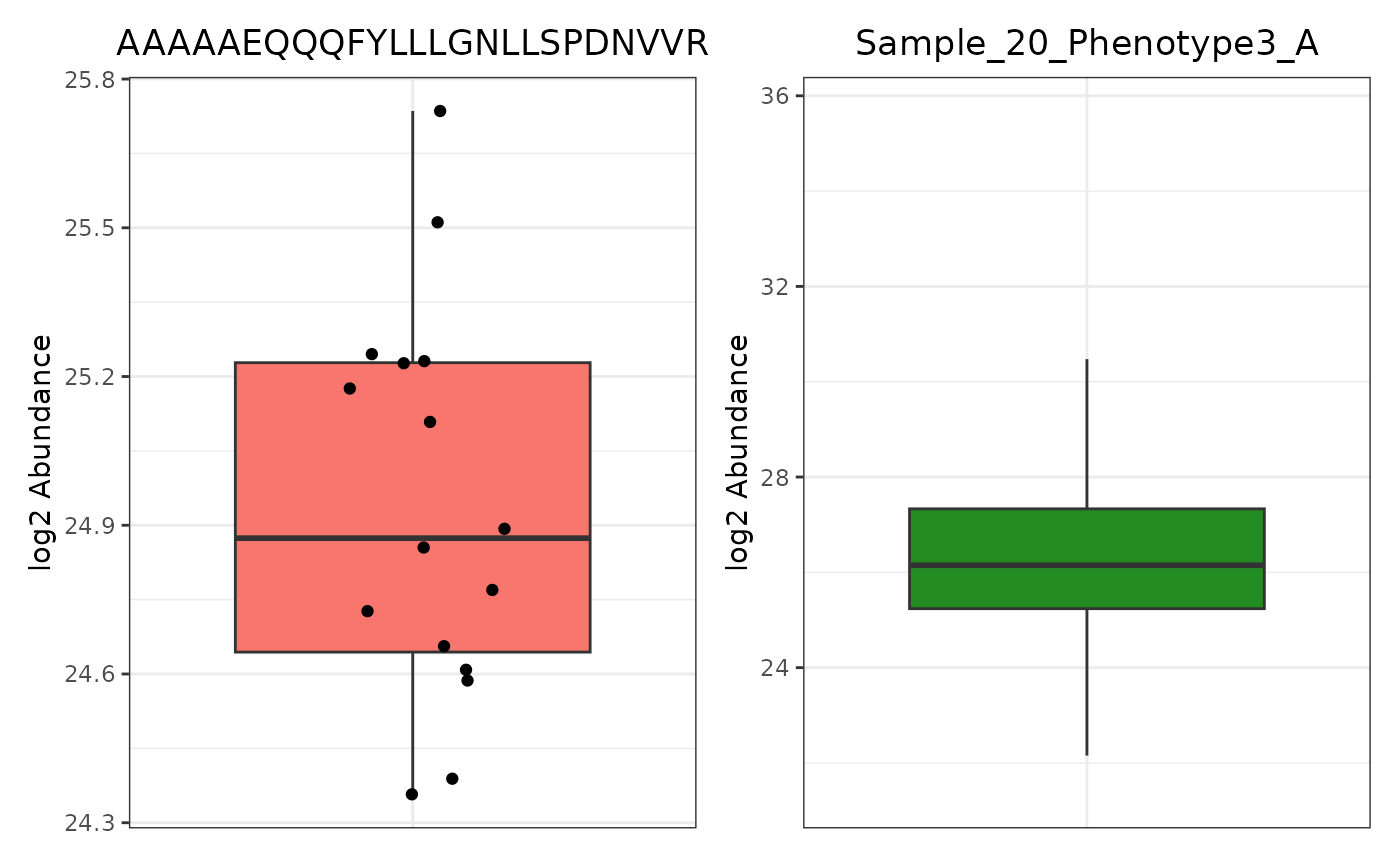 AAAAAEQQQFYLLLGNLLSPDNVVR
25.8
25.5
25.2
24.9
24.6
24.3
log2 Abundance
Sample_20_Phenotype3_A
36
32
28
24
log2 Abundance